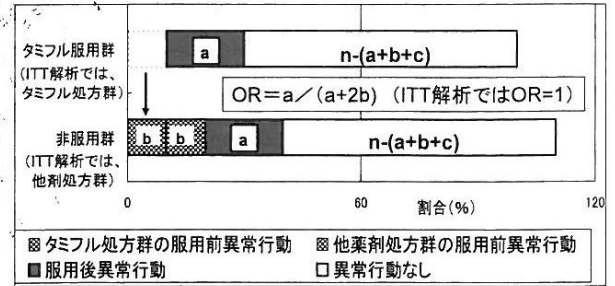 タミフル服用群
(ITT解析では、
タミフル処方群)
a
n-(a+b+c)
OR=a/(a+2b) (ITT解析ではOR=1)
非服用群
(ITT解析では、
他剤処方群)
b
b
a
n-(a+b+c)
0
60
120
割合(%)
タミフル処方群の服用前異常行動
他薬剤処方群の服用前異常行動
服用後異常行動
異常行動なし